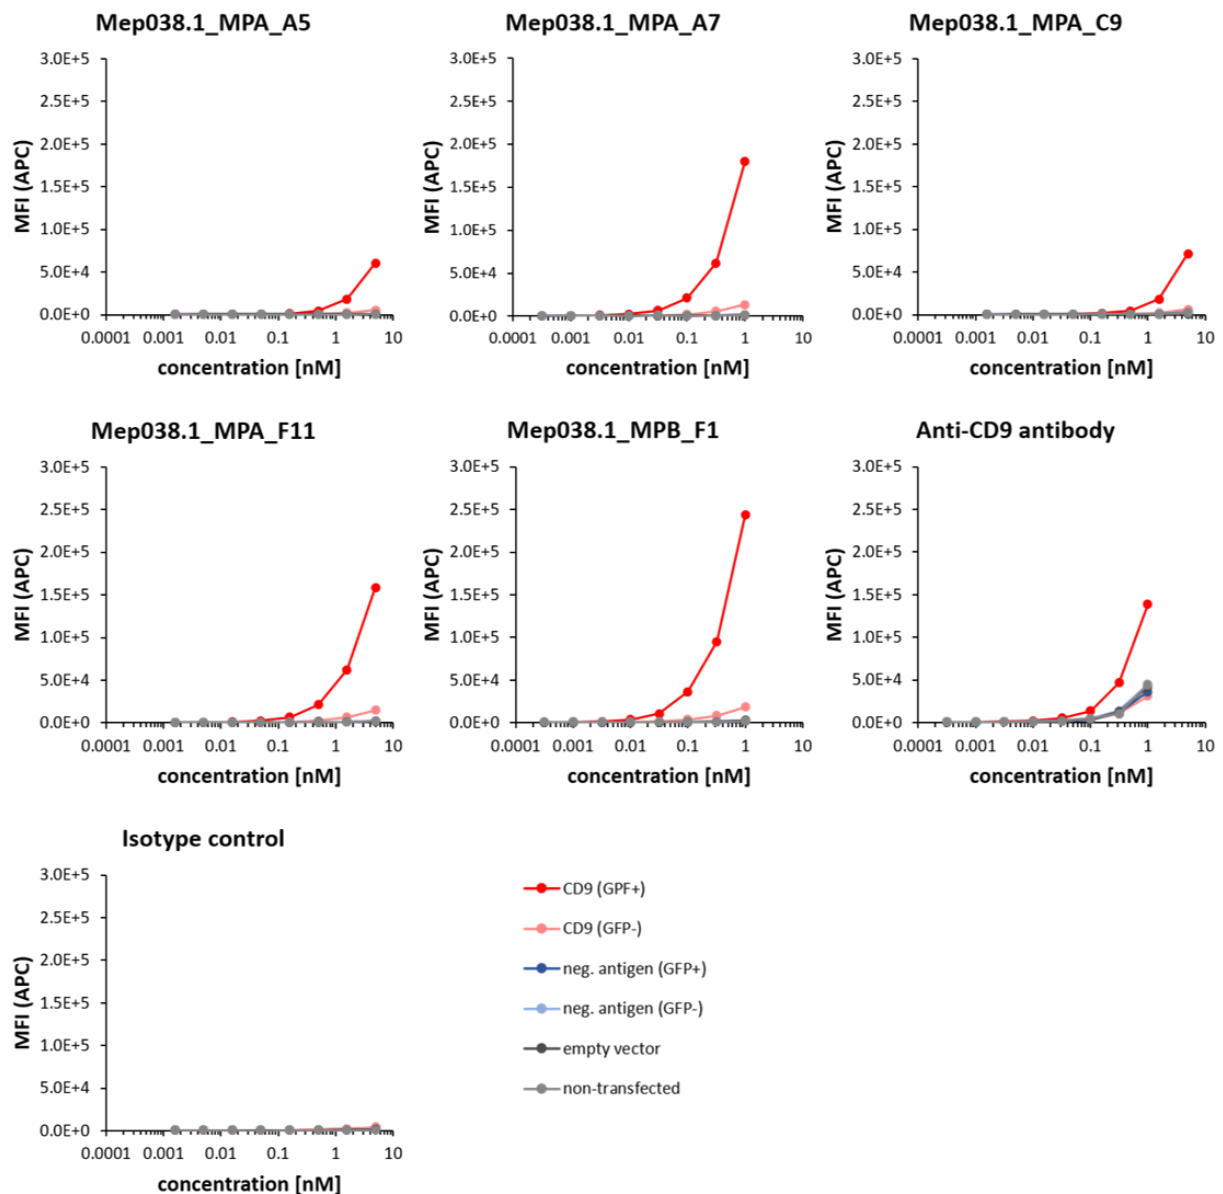 Mep038.1_MPA_A5
Mep038.1_MPA_A7
Mep038.1_MPA_C9
3.0E+5
2.5E+5
2.0E+5
1.5E+5
1.0E+5
5.0E+4
0.0E+0
MFI (APC)
0.0001 0.001 0.01 0.1 1 10
concentration [nM]
3.0E+5
2.5E+5
2.0E+5
1.5E+5
1.0E+5
5.0E+4
0.0E+0
MFI (APC)
0.0001 0.001 0.01 0.1 1 10
concentration [nM]
3.0E+5
2.5E+5
2.0E+5
1.5E+5
1.0E+5
5.0E+4
0.0E+0
MFI (APC)
0.0001 0.001 0.01 0.1 1 10
concentration [nM]
Mep038.1_MPA_F11
Mep038.1_MPB_F1
Anti-CD9 antibody
3.0E+5
2.5E+5
2.0E+5
1.5E+5
1.0E+5
5.0E+4
0.0E+0
MFI (APC)
0.0001 0.001 0.01 0.1 1 10
concentration [nM]
3.0E+5
2.5E+5
2.0E+5
1.5E+5
1.0E+5
5.0E+4
0.0E+0
MFI (APC)
0.0001 0.001 0.01 0.1 1 10
concentration [nM]
3.0E+5
2.5E+5
2.0E+5
1.5E+5
1.0E+5
5.0E+4
0.0E+0
MFI (APC)
0.0001 0.001 0.01 0.1 1 10
concentration [nM]
Isotype control
3.0E+5
2.5E+5
2.0E+5
1.5E+5
1.0E+5
5.0E+4
0.0E+0
MFI (APC)
0.0001 0.001 0.01 0.1 1 10
concentration [nM]
CD9 (GPF+)
CD9 (GFP-)
neg. antigen (GFP+)
neg. antigen (GFP-)
empty vector
non-transfected